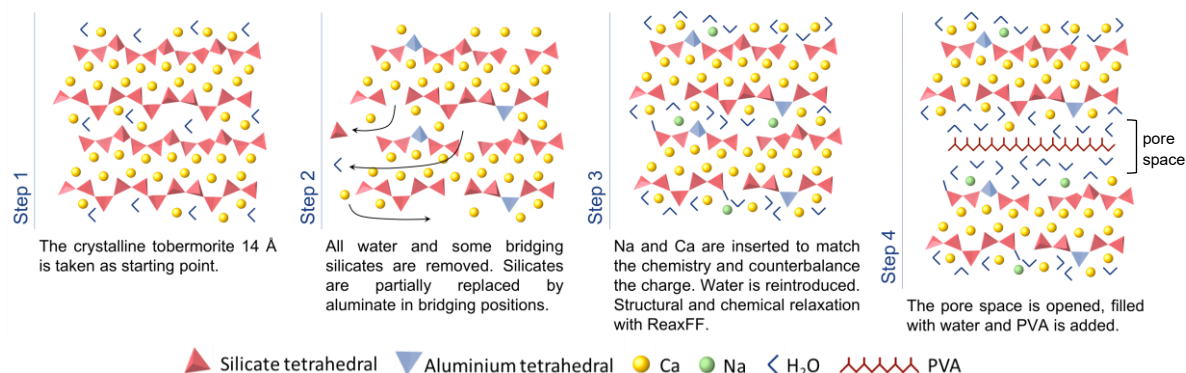 Step 1
The crystalline tobermorite 14 Å
is taken as starting point.
Step 2
All water and some bridging
silicates are removed. Silicates
are partially replaced by
aluminate in bridging positions.
Step 3
Na and Ca are inserted to match
the chemistry and counterbalance
the charge. Water is reintroduced.
Structural and chemical relaxation
with ReaxFF.
Step 4
pore
space
The pore space is opened, filled
with water and PVA is added.
Silicate tetrahedral Aluminium tetrahedral Ca Na H₂O PVA